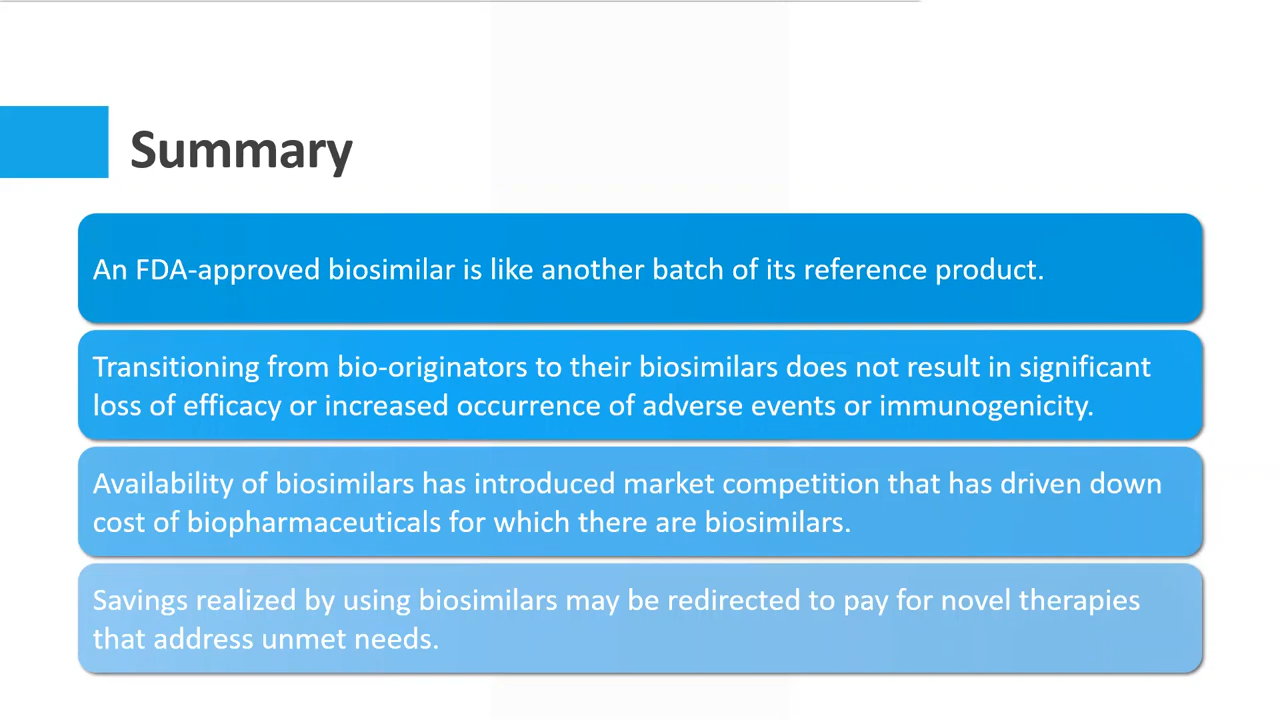 Summary
An FDA-approved biosimilar is like another batch of its reference product.
Transitioning from bio-originators to their biosimilars does not result in significant
loss of efficacy or increased occurrence of adverse events or immunogenicity.
Availability of biosimilars has introduced market competition that has driven down
cost of biopharmaceuticals for which there are biosimilars.
Savings realized by using biosimilars may be redirected to pay for novel therapies
that address unmet needs.